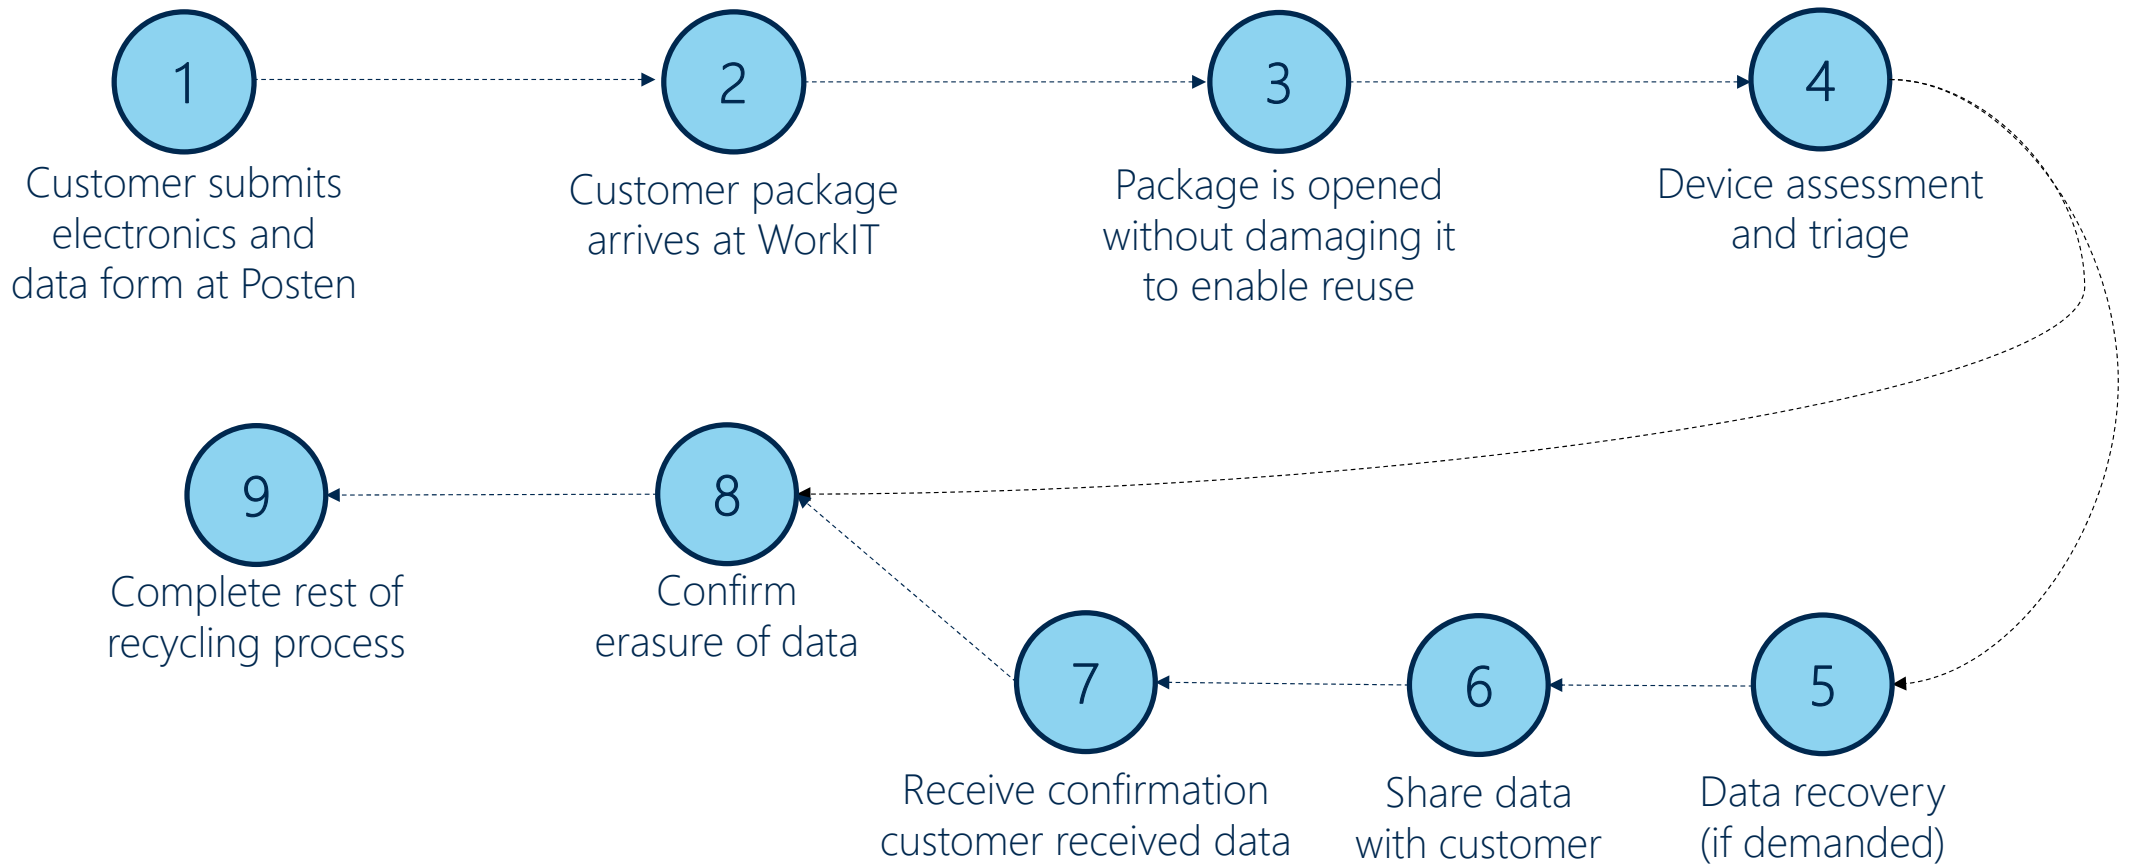 1
Customer submits
electronics and
data form at Posten
2
Customer package
arrives at WorkIT
3
Package is opened
without damaging it
to enable reuse
4
Device assessment
and triage
9
Complete rest of
recycling process
8
Confirm
erasure of data
7
Receive confirmation
customer received data
6
Share data
with customer
5
Data recovery
(if demanded)